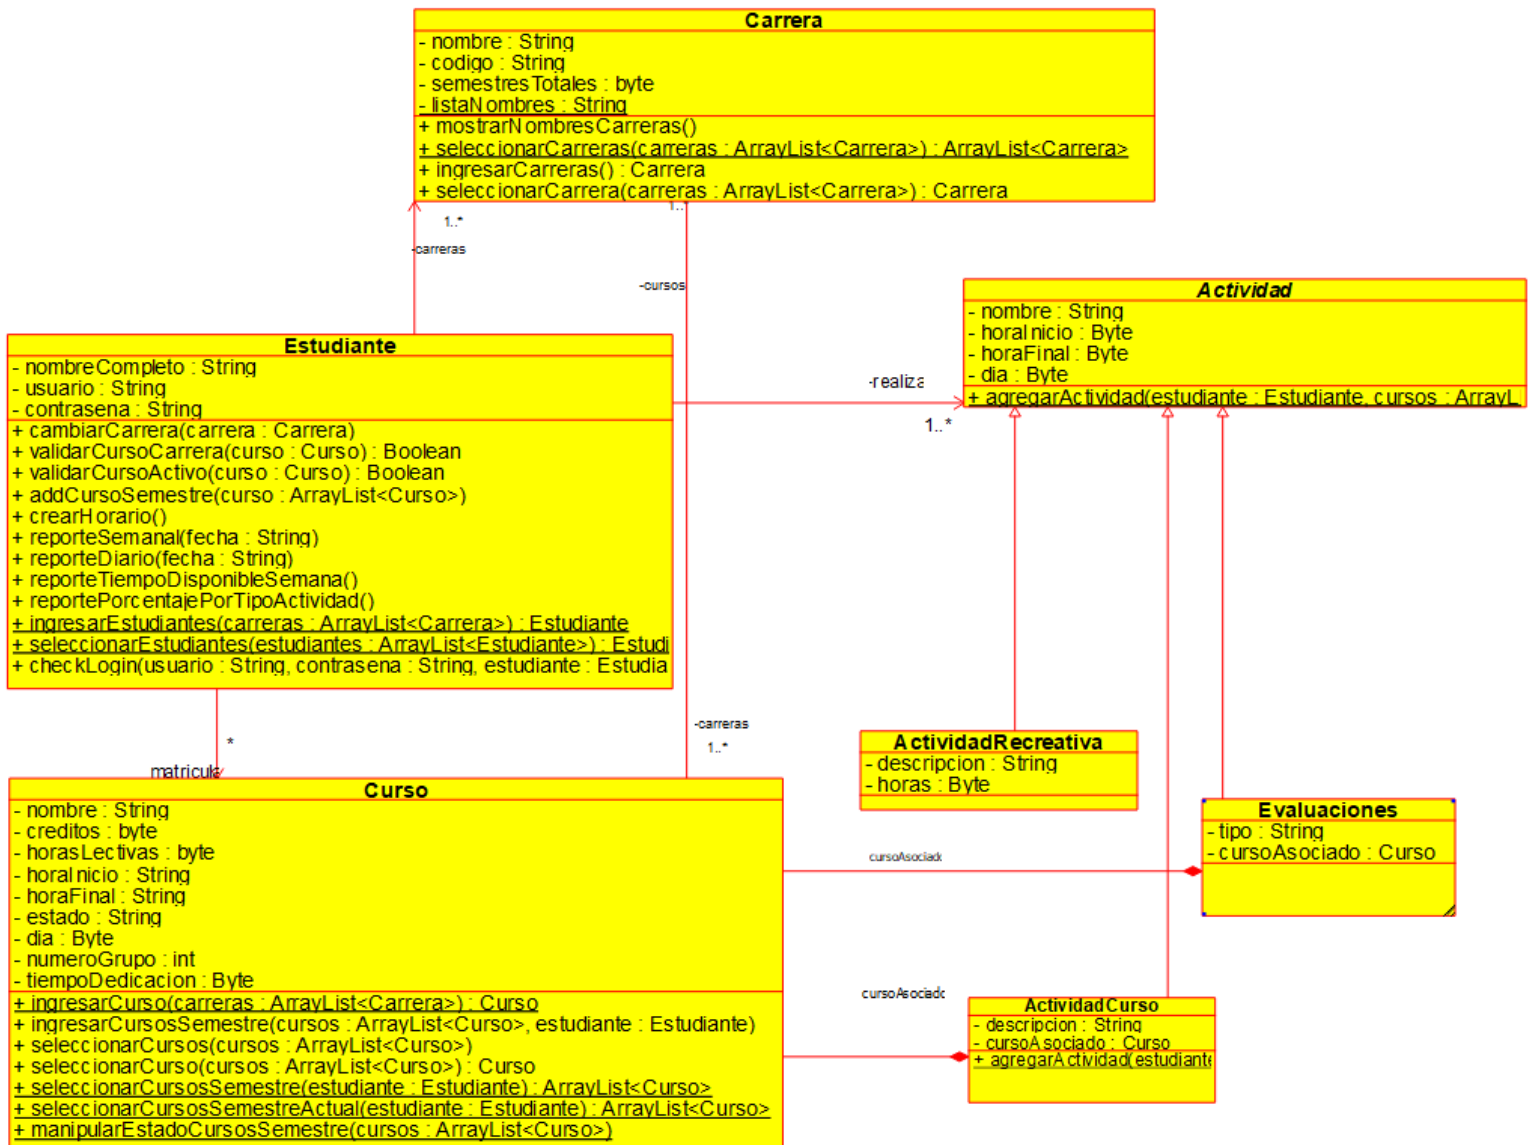 Carrera
- nombre : String
- codigo : String
- semestresTotales : byte
- listaNombres : String
+ mostrarNombresCarreras()
+ seleccionarCarreras(carreras : ArrayList<Carrera>) : ArrayList<Carrera>
+ ingresarCarreras() : Carrera
+ seleccionarCarrera(carreras : ArrayList<Carrera>) : Carrera
1..*
-carreras
1..*
-cursos
Actividad
- nombre : String
- horaInicio : Byte
- horaFinal : Byte
- dia : Byte
+ agregarActividad(estudiante : Estudiante, cursos : ArrayL
Estudiante
- nombreCompleto : String
- usuario : String
- contrasena : String
+ cambiarCarrera(carrera : Carrera)
+ validarCursoCarrera(curso : Curso) : Boolean
+ validarCursoActivo(curso : Curso) : Boolean
+ addCursoSemestre(curso : ArrayList<Curso>)
+ crearHorario()
+ reporteSemanal(fecha : String)
+ reporteDiario(fecha : String)
+ reporteTiempoDisponibleSemana()
+ reportePorcentajePorTipoActividad()
+ ingresarEstudiantes(carreras : ArrayList<Carrera>) : Estudiante
+ seleccionarEstudiantes(estudiantes : ArrayList<Estudiante>) : Estudi
+ checkLogin(usuario : String, contrasena : String, estudiante : Estudia
-realiza
1..*
*
matricula
-carreras
1..*
ActividadRecreativa
- descripcion : String
- horas : Byte
Curso
- nombre : String
- creditos : byte
- horasLectivas : byte
- horaInicio : String
- horaFinal : String
- estado : String
- dia : Byte
- numeroGrupo : int
- tiempoDedicacion : Byte
+ ingresarCurso(carreras : ArrayList<Carrera>) : Curso
+ ingresarCursosSemestre(cursos : ArrayList<Curso>, estudiante : Estudiante)
+ seleccionarCursos(cursos : ArrayList<Curso>)
+ seleccionarCurso(cursos : ArrayList<Curso>) : Curso
+ seleccionarCursosSemestre(estudiante : Estudiante) : ArrayList<Curso>
+ seleccionarCursosSemestreActual(estudiante : Estudiante) : ArrayList<Curso>
+ manipularEstadoCursosSemestre(cursos : ArrayList<Curso>)
Evaluaciones
- tipo : String
- cursoAsociado : Curso
cursoAsociado
cursoAsociado
ActividadCurso
- descripcion : String
- cursoAsociado : Curso
+ agregarActividad(estudiante